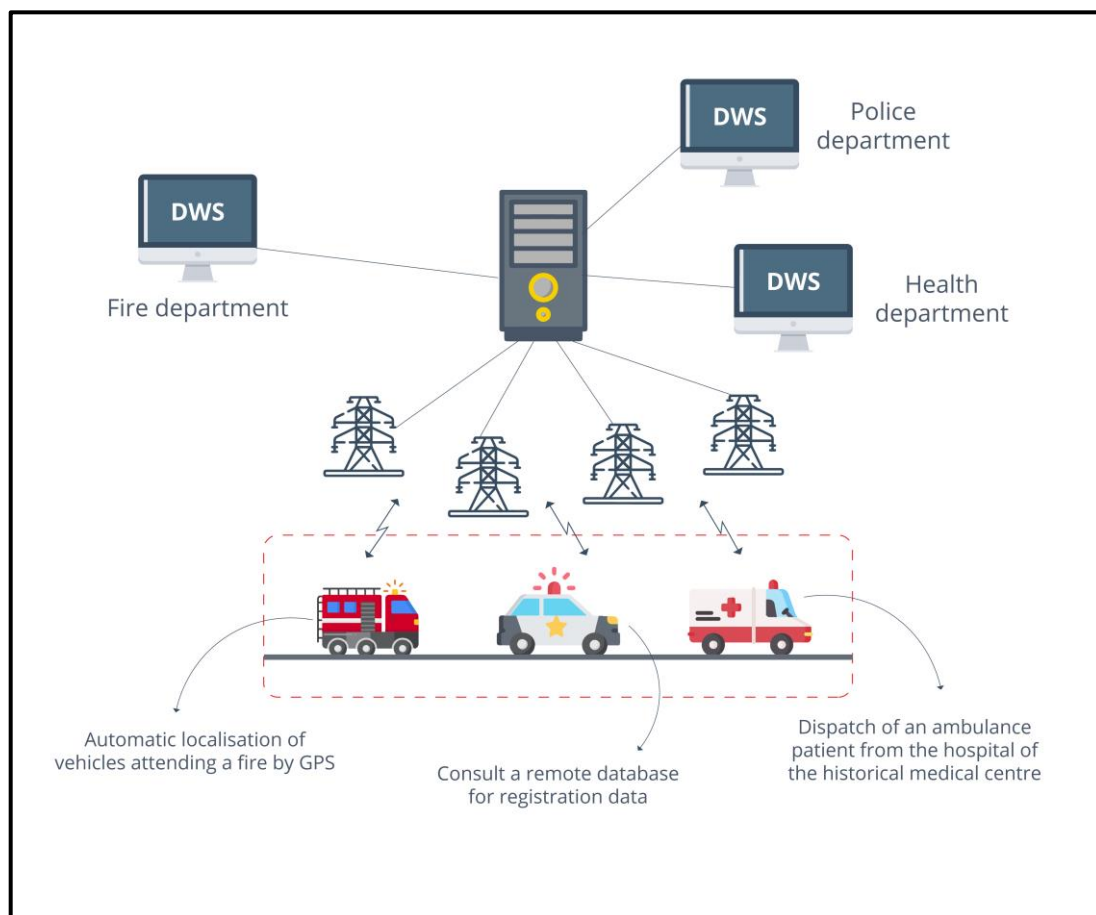 DWS
Police
department
DWS
Fire department
DWS
Health
department
Automatic localisation of
vehicles attending a fire by GPS
Consult a remote database
for registration data
Dispatch of an ambulance
patient from the hospital of
the historical medical centre